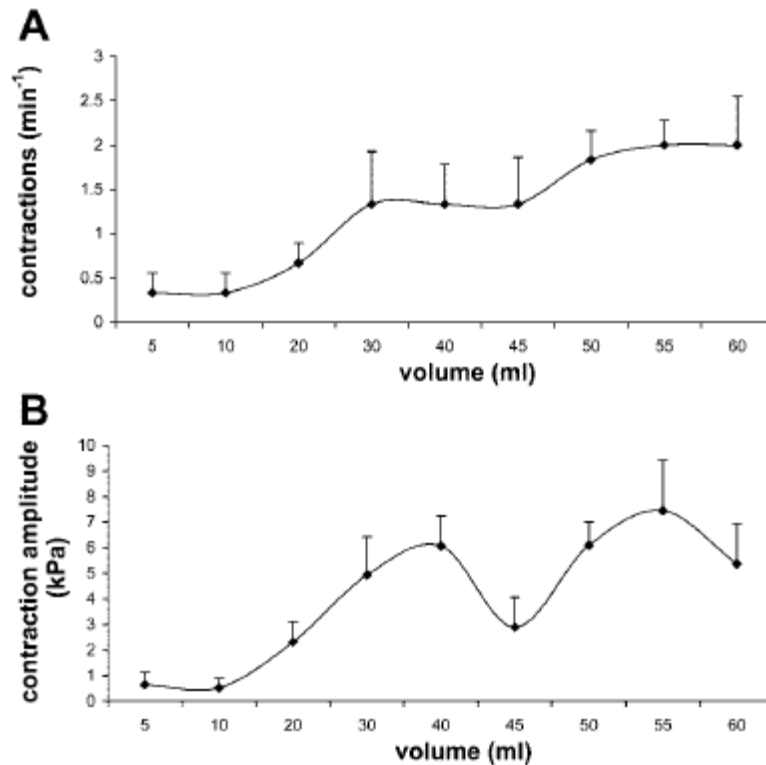 A
contractions (min⁻¹)
3
2.5
2
1.5
1
0.5
0
5 10 20 30 40 45 50 55 60
volume (ml)
B
contraction amplitude
(kPa)
10
9
8
7
6
5
4
3
2
1
0
5 10 20 30 40 45 50 55 60
volume (ml)